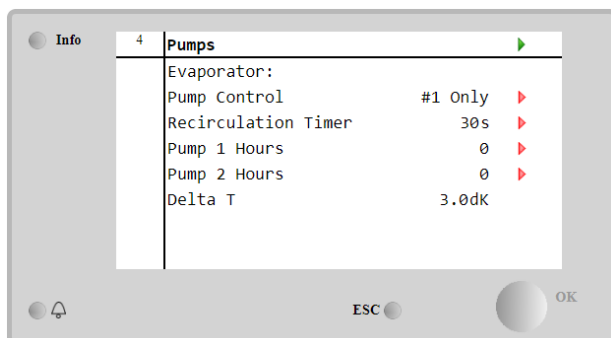 Info
4 Pumps
Evaporator:
Pump Control #1 Only
Recirculation Timer 30s
Pump 1 Hours 0
Pump 2 Hours 0
Delta T 3.0dK
ESC
OK